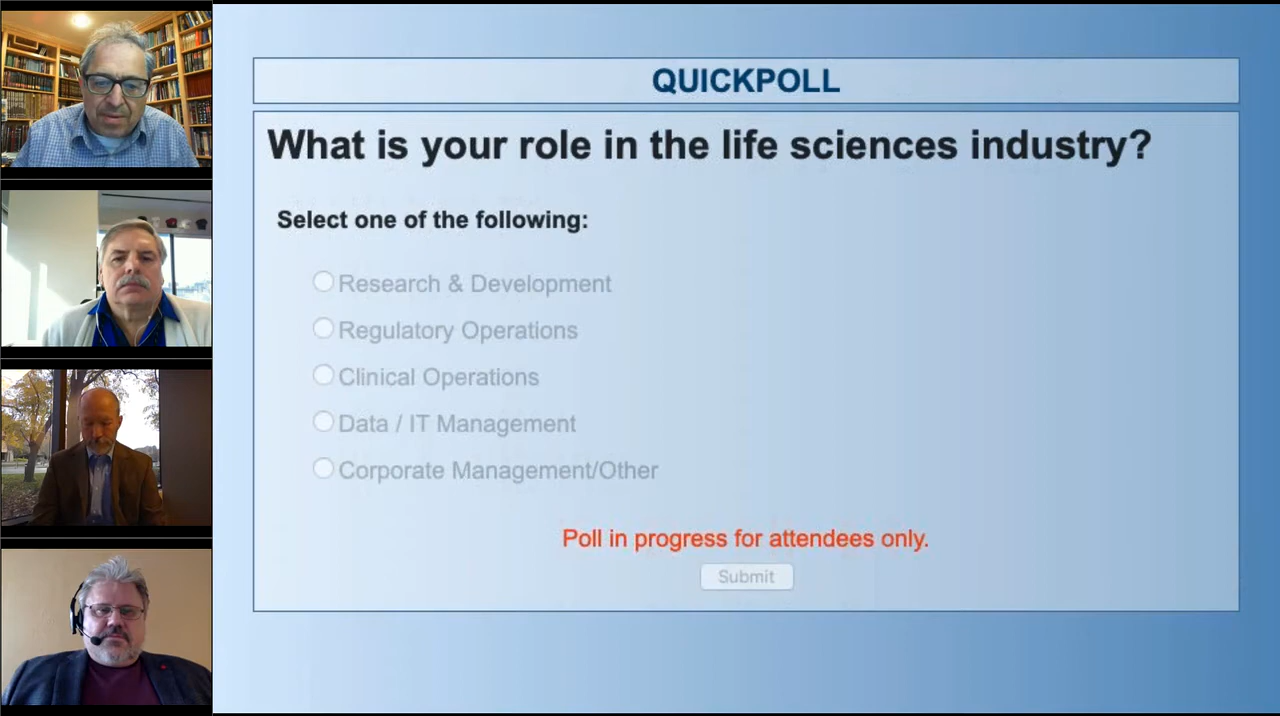 QUICKPOLL
What is your role in the life sciences industry?
Select one of the following:
Research & Development
Regulatory Operations
Clinical Operations
Data / IT Management
Corporate Management/Other
Poll in progress for attendees only.
Submit